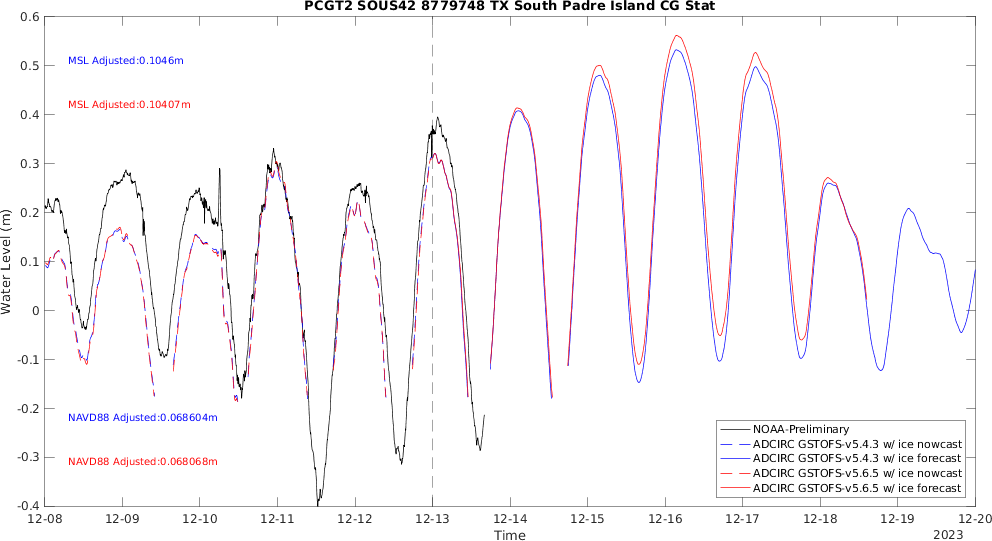 PCGT2 SOUS42 8779748 TX South Padre Island CG Stat
0.6
0.5
0.4
0.3
0.2
0.1
0
-0.1
-0.2
-0.3
-0.4
Water Level (m)
MSL Adjusted:0.1046m
MSL Adjusted:0.10407m
NAVD88 Adjusted:0.068604m
NAVD88 Adjusted:0.068068m
NOAA-Preliminary
ADCIRC GSTOFS-v5.4.3 w/ ice nowcast
ADCIRC GSTOFS-v5.4.3 w/ ice forecast
ADCIRC GSTOFS-v5.6.5 w/ ice nowcast
ADCIRC GSTOFS-v5.6.5 w/ ice forecast
12-08 12-09 12-10 12-11 12-12 12-13 12-14 12-15 12-16 12-17 12-18 12-19 12-20
Time
2023